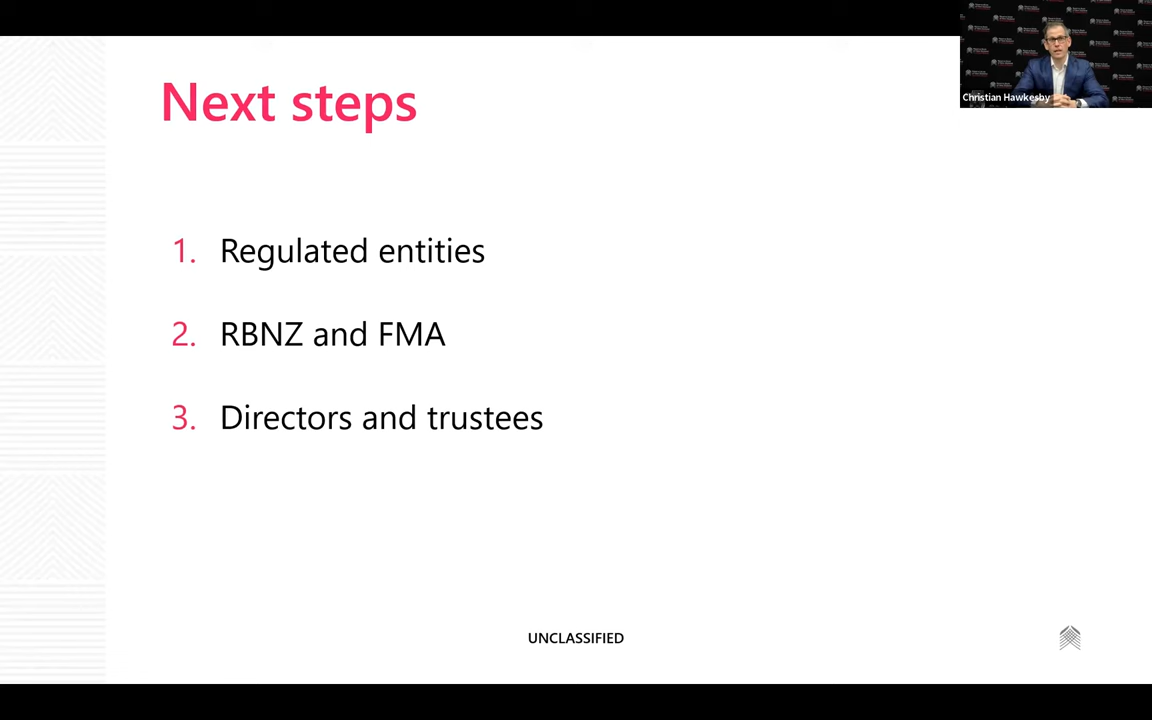 Next steps
Christian Hawkesby
1. Regulated entities
2. RBNZ and FMA
3. Directors and trustees
UNCLASSIFIED